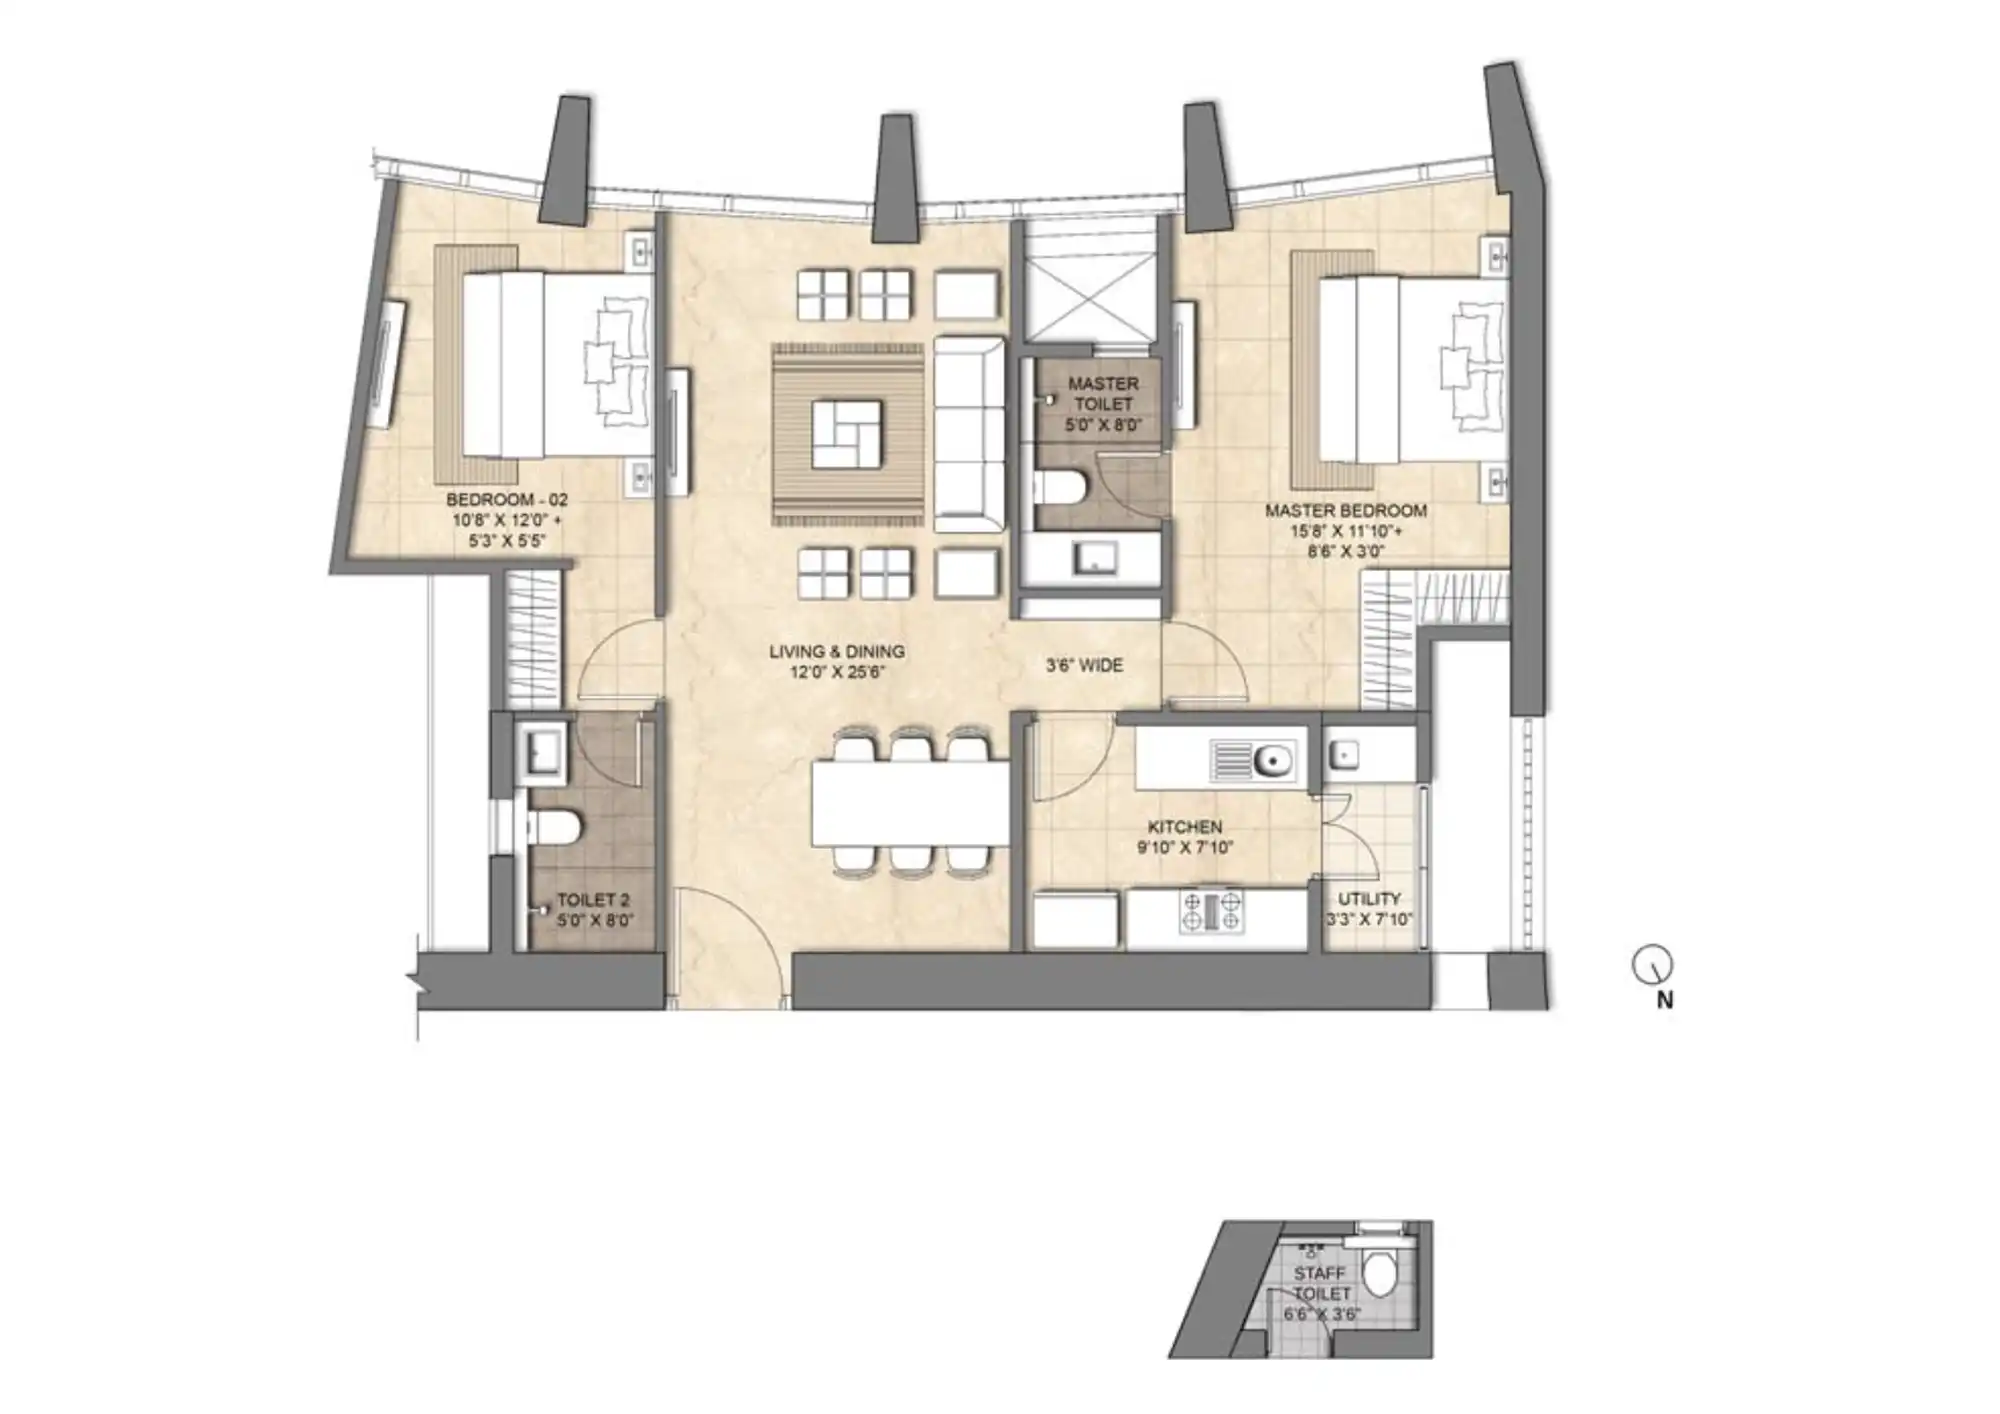 MASTER
TOILET
5'0" X 8'0"
BEDROOM - 02
10'8" X 12'0" +
5'3" X 5'5"
MASTER BEDROOM
15'8" X 11'10"+
8'6" X 3'0"
LIVING & DINING
12'0" X 25'6"
3'6" WIDE
KITCHEN
9'10" X 7'10"
TOILET 2
5'0" X 8'0"
UTILITY
3'3" X 7'10"
N
STAFF
TOILET
6'6" X 3'6"